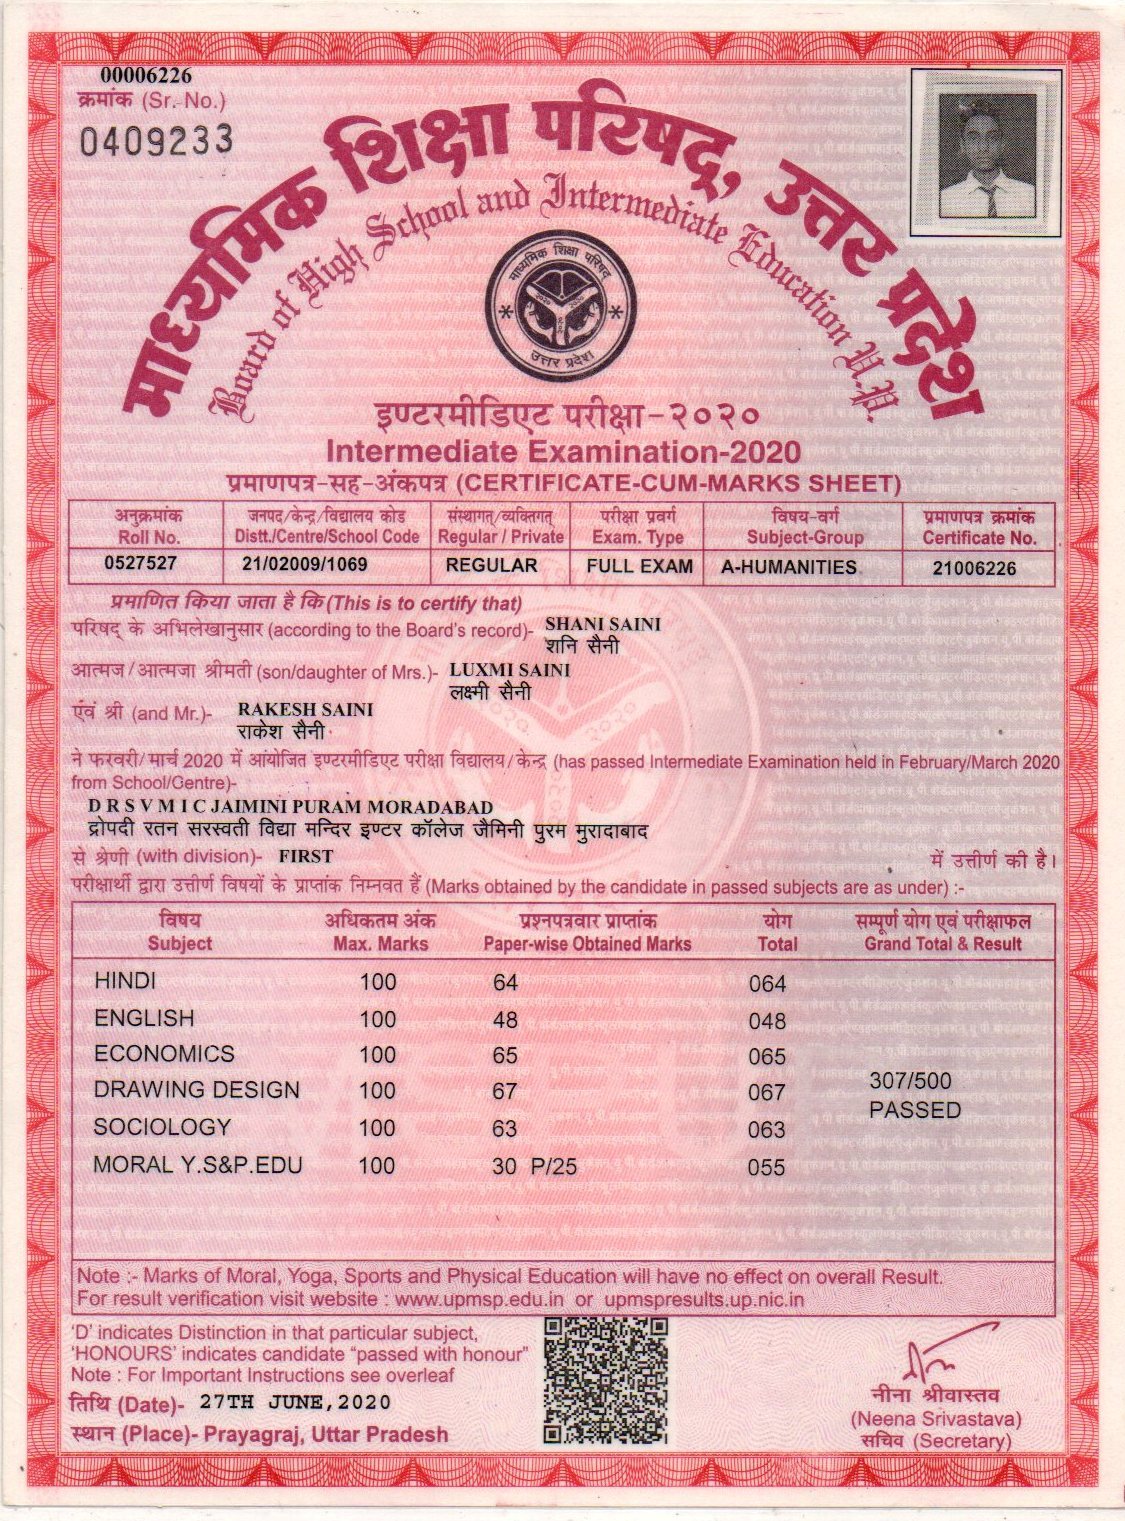 00006226
क्रमांक (Sr. No.)
0409233
माध्यमिक शिक्षा परिषद्, उत्तर प्रदेश
Board of High School and Intermediate Education U.P.
माध्यमिक शिक्षा परिषद्
उत्तर प्रदेश
इण्टरमीडिएट परीक्षा-२०२०
Intermediate Examination-2020
प्रमाणपत्र-सह-अंकपत्र (CERTIFICATE-CUM-MARKS SHEET)
अनुक्रमांक जनपद/केन्द्र/विद्यालय कोड संस्थागत/व्यक्तिगत परीक्षा प्रवर्ग विषय-वर्ग प्रमाणपत्र क्रमांक
Roll No. Distt./Centre/School Code Regular / Private Exam. Type Subject-Group Certificate No.
0527527 21/02009/1069 REGULAR FULL EXAM A-HUMANITIES 21006226
प्रमाणित किया जाता है कि (This is to certify that)
परिषद् के अभिलेखानुसार (according to the Board's record)- SHANI SAINI
शनि सैनी
आत्मज/आत्मजा श्रीमती (son/daughter of Mrs.)- LUXMI SAINI
लक्ष्मी सैनी
एंवं श्री (and Mr.)- RAKESH SAINI
राकेश सैनी
ने फरवरी/मार्च 2020 में आंयोजित इण्टरमीडिएट परीक्षा विद्यालय/केन्द्र (has passed Intermediate Examination held in February/March 2020
from School/Centre)-
D R S V M I C JAIMINI PURAM MORADABAD
द्रोपदी रतन सरस्वती विद्या मन्दिर इण्टर कॉलेज जैमिनी पुरम मुरादाबाद
से श्रेणी (with division)- FIRST में उत्तीर्ण की है।
परीक्षार्थी द्वारा उत्तीर्ण विषयों के प्राप्तांक निम्नवत हैं (Marks obtained by the candidate in passed subjects are as under) :-
विषय अधिकतम अंक प्रश्नपत्रवार प्राप्तांक योग सम्पूर्ण योग एवं परीक्षाफल
Subject Max. Marks Paper-wise Obtained Marks Total Grand Total & Result
HINDI 100 64 064
ENGLISH 100 48 048
ECONOMICS 100 65 065
DRAWING DESIGN 100 67 067 307/500
PASSED
SOCIOLOGY 100 63 063
MORAL Y.S&P.EDU 100 30 P/25 055
Note :- Marks of Moral, Yoga, Sports and Physical Education will have no effect on overall Result.
For result verification visit website : www.upmsp.edu.in or upmspresults.up.nic.in
'D' indicates Distinction in that particular subject,
'HONOURS' indicates candidate "passed with honour"
Note : For Important Instructions see overleaf
तिथि (Date)- 27TH JUNE,2020
स्थान (Place)- Prayagraj, Uttar Pradesh
नीना श्रीवास्तव
(Neena Srivastava)
सचिव (Secretary)